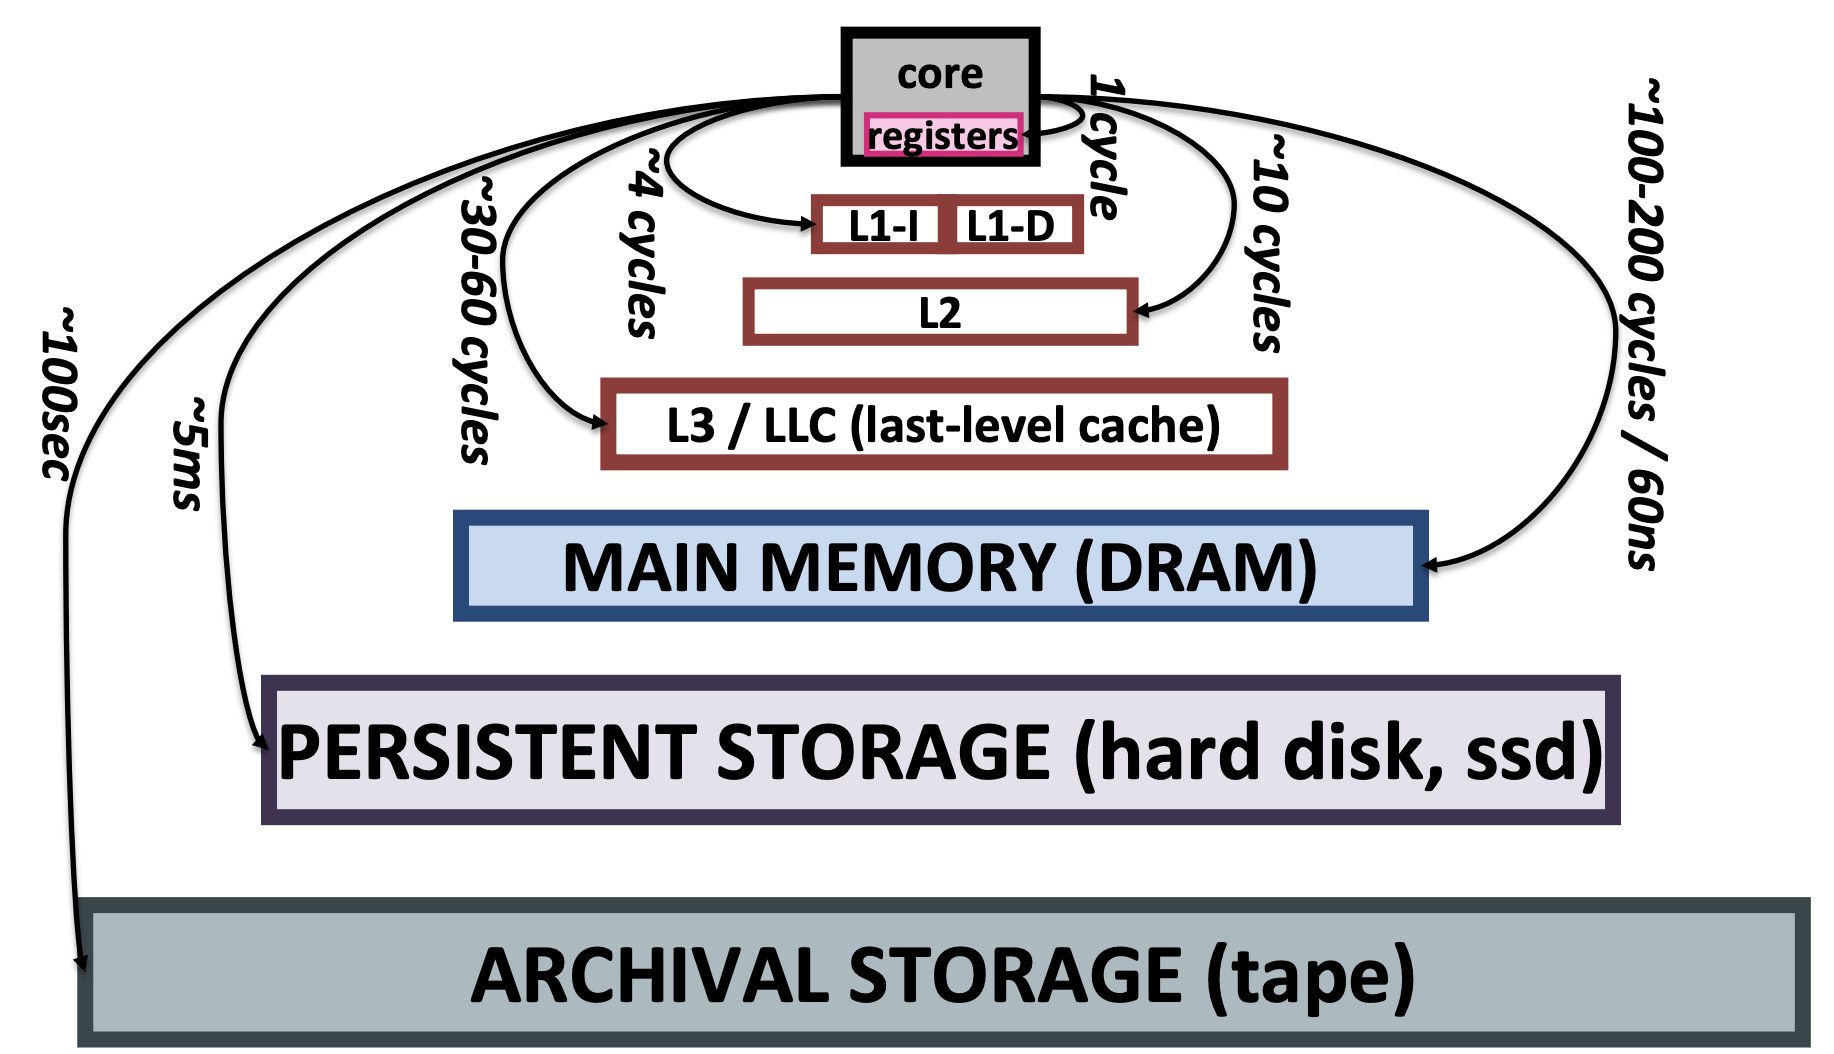 core
registers
1 cycle
L1-I
L1-D
~4 cycles
L2
~10 cycles
L3 / LLC (last-level cache)
~30-60 cycles
MAIN MEMORY (DRAM)
~100-200 cycles / 60ns
PERSISTENT STORAGE (hard disk, ssd)
~5ms
ARCHIVAL STORAGE (tape)
~100sec